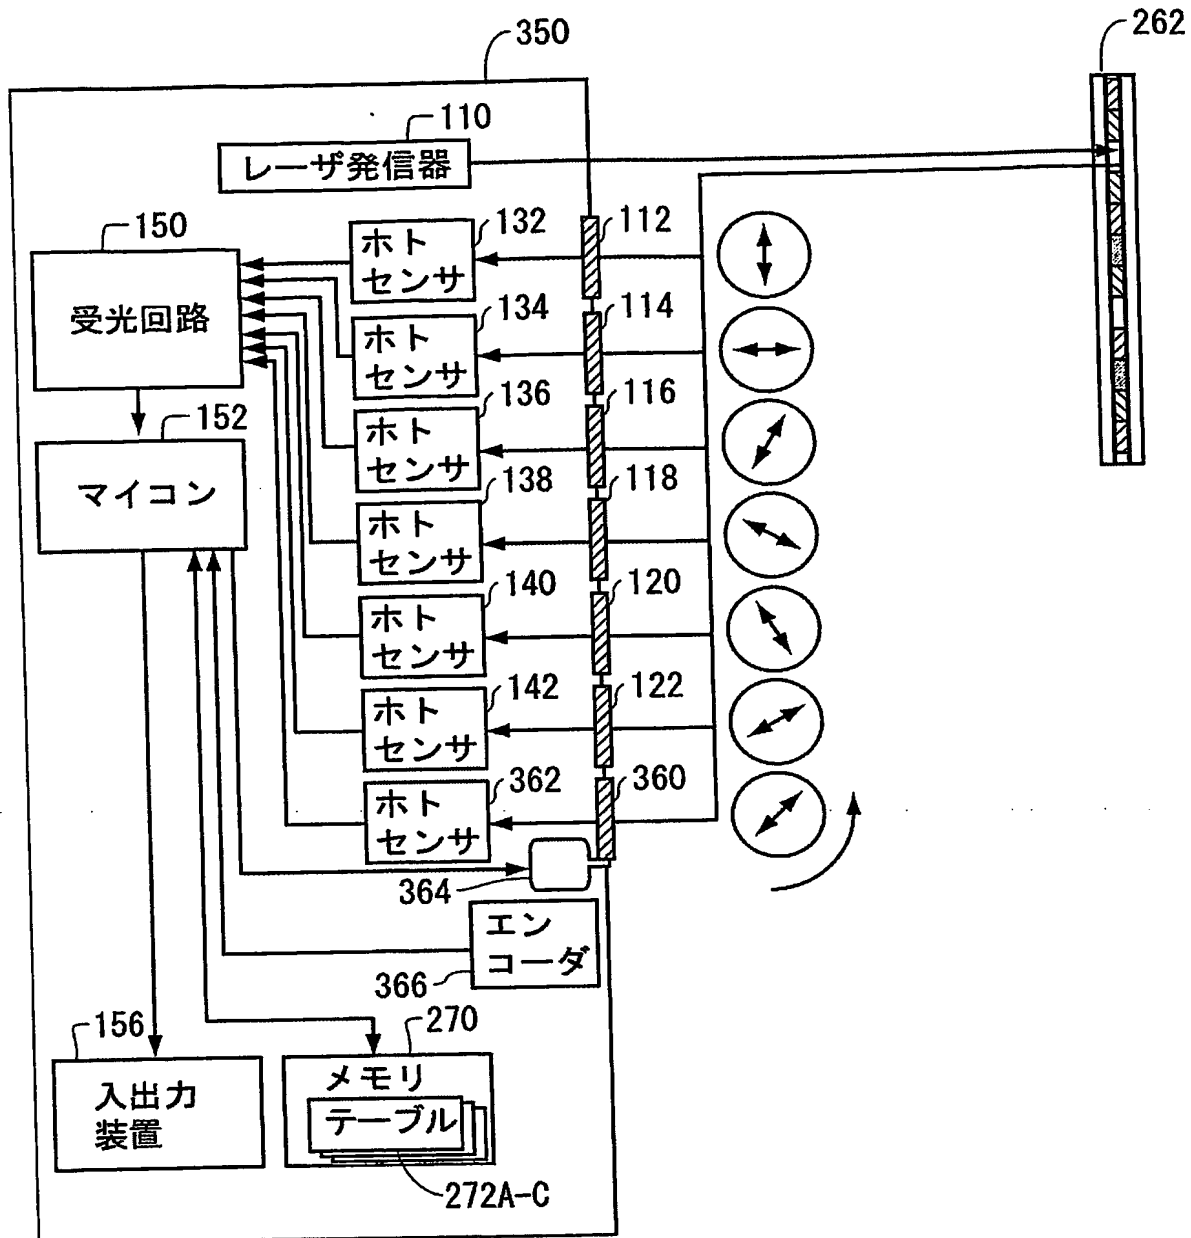 350
262
110
レーザ発信器
150
受光回路
132
ホト
センサ
112
134
ホト
センサ
114
136
ホト
センサ
116
152
マイコン
138
ホト
センサ
118
140
ホト
センサ
120
142
ホト
センサ
122
362
ホト
センサ
360
364
エン
コーダ
366
156
入出力
装置
270
メモリ
テーブル
272A-C